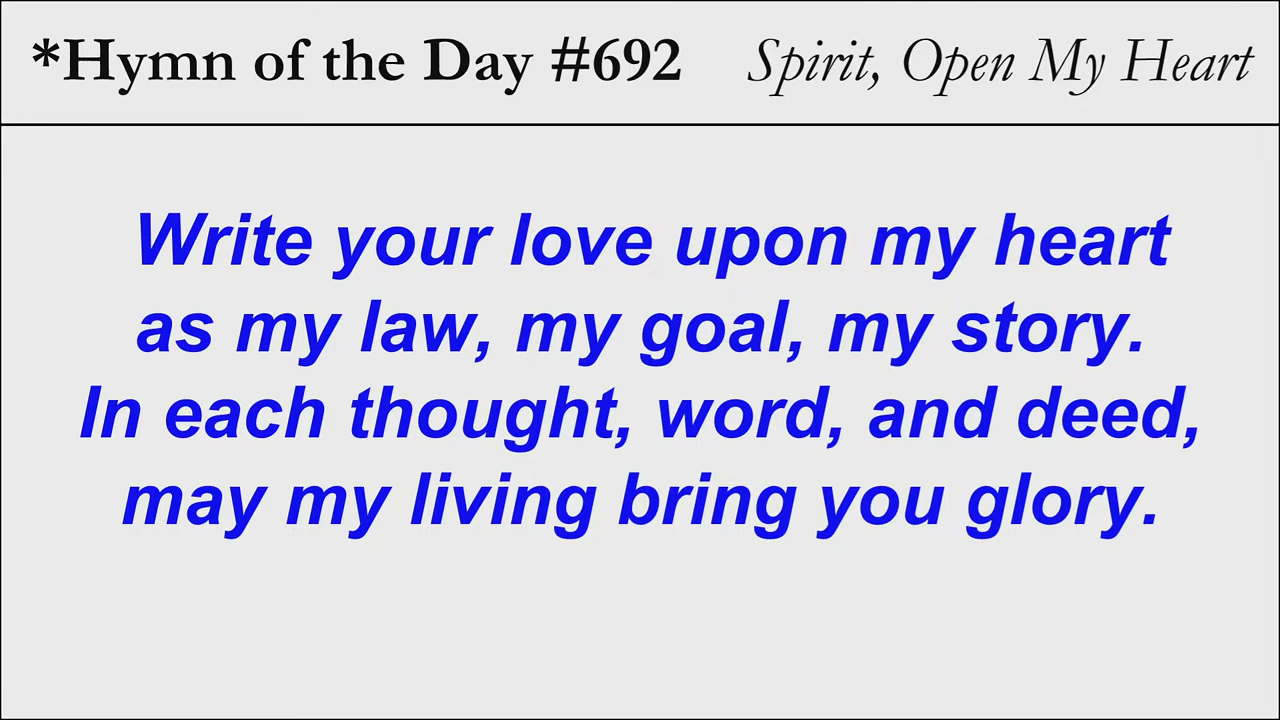 *Hymn of the Day #692 Spirit, Open My Heart
Write your love upon my heart
as my law, my goal, my story.
In each thought, word, and deed,
may my living bring you glory.